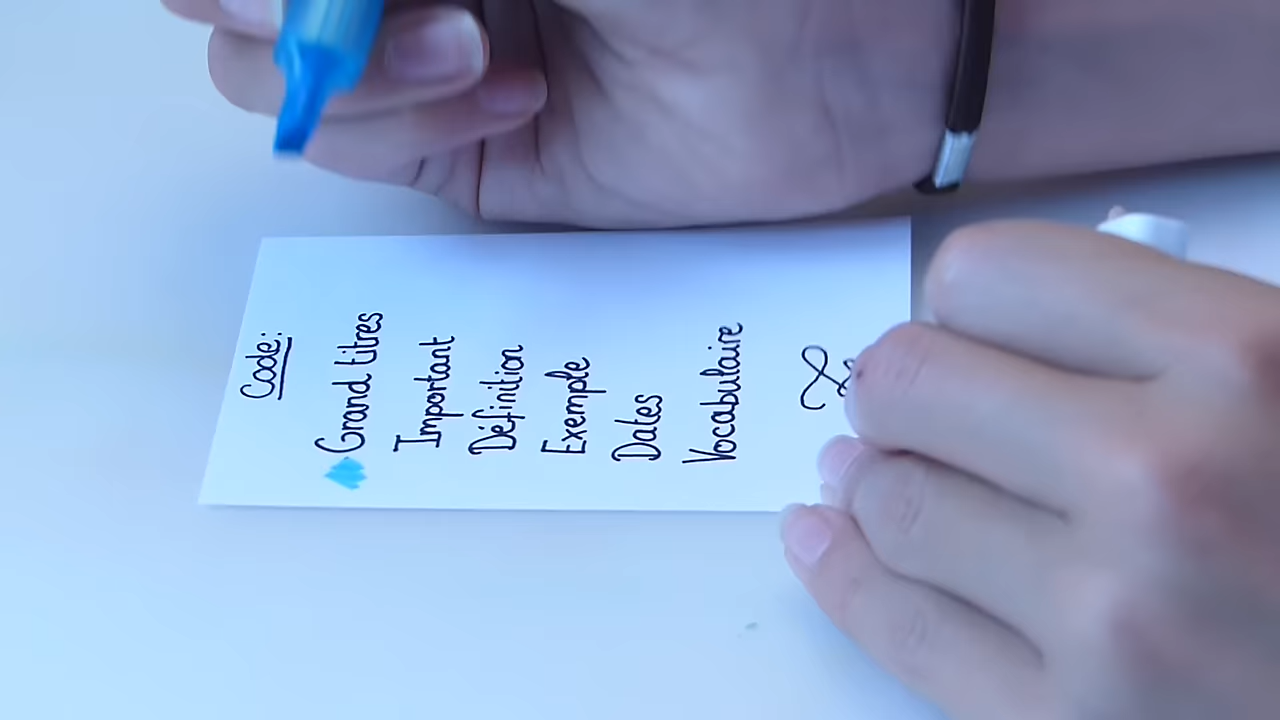 Code:
Grand titres
Important
Définition
Exemple
Dates
Vocabulaire